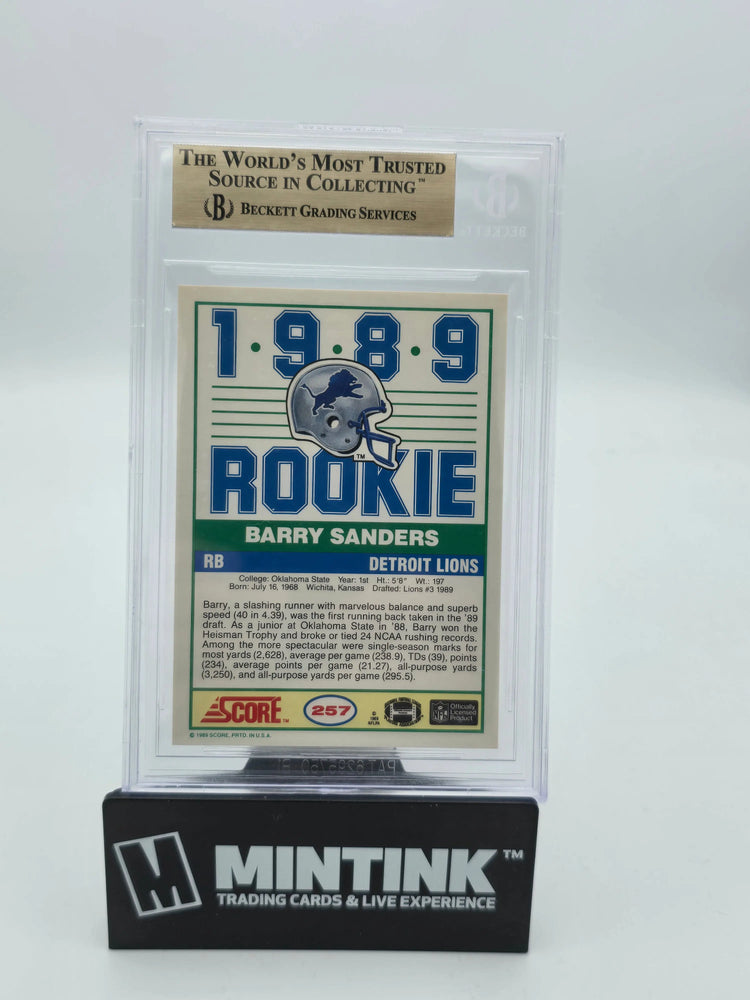 THE WORLD'S MOST TRUSTED
SOURCE IN COLLECTING™
B BECKETT GRADING SERVICES
B
BECKETT
1·9·8·9
TM
ROOKIE
BARRY SANDERS
RB DETROIT LIONS
College: Oklahoma State Year: 1st Ht.: 5'8" Wt.: 197
Born: July 16, 1968 Wichita, Kansas Drafted: Lions #3 1989
Barry, a slashing runner with marvelous balance and superb
speed (40 in 4.39), was the first running back taken in the '89
draft. As a junior at Oklahoma State in '88, Barry won the
Heisman Trophy and broke or tied 24 NCAA rushing records.
Among the more spectacular were single-season marks for
most yards (2,628), average per game (238.9), TDs (39), points
(234), average points per game (21.27), all-purpose yards
(3,250), and all-purpose yards per game (295.5).
SCORE™ 257
© 1989 NFLPA
NFL Officially Licensed Product
© 1989 SCORE, PRTD. IN U.S.A.
M MINTINK™
TRADING CARDS & LIVE EXPERIENCE